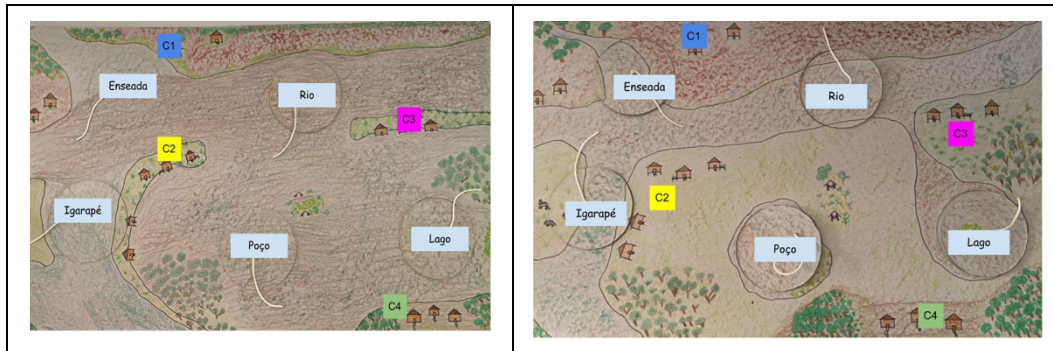 C1
Enseada
Rio
C3
C2
Igarapé
Poço
Lago
C4
C1
Enseada
Rio
C3
C2
Igarapé
Poço
Lago
C4